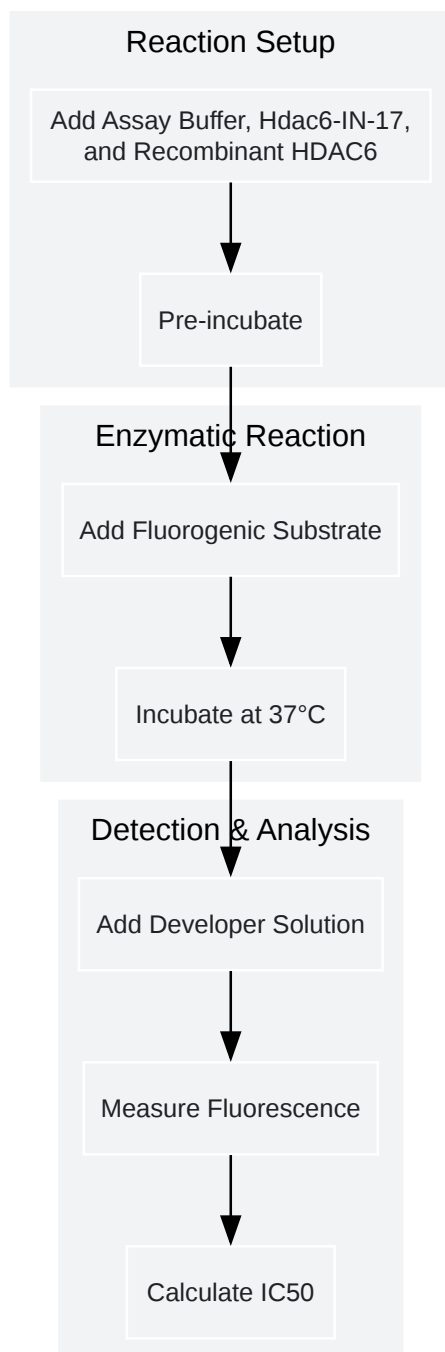 Reaction Setup
Add Assay Buffer, Hdac6-IN-17,
and Recombinant HDAC6
Pre-incubate
Enzymatic Reaction
Add Fluorogenic Substrate
Incubate at 37°C
Detection & Analysis
Add Developer Solution
Measure Fluorescence
Calculate IC50